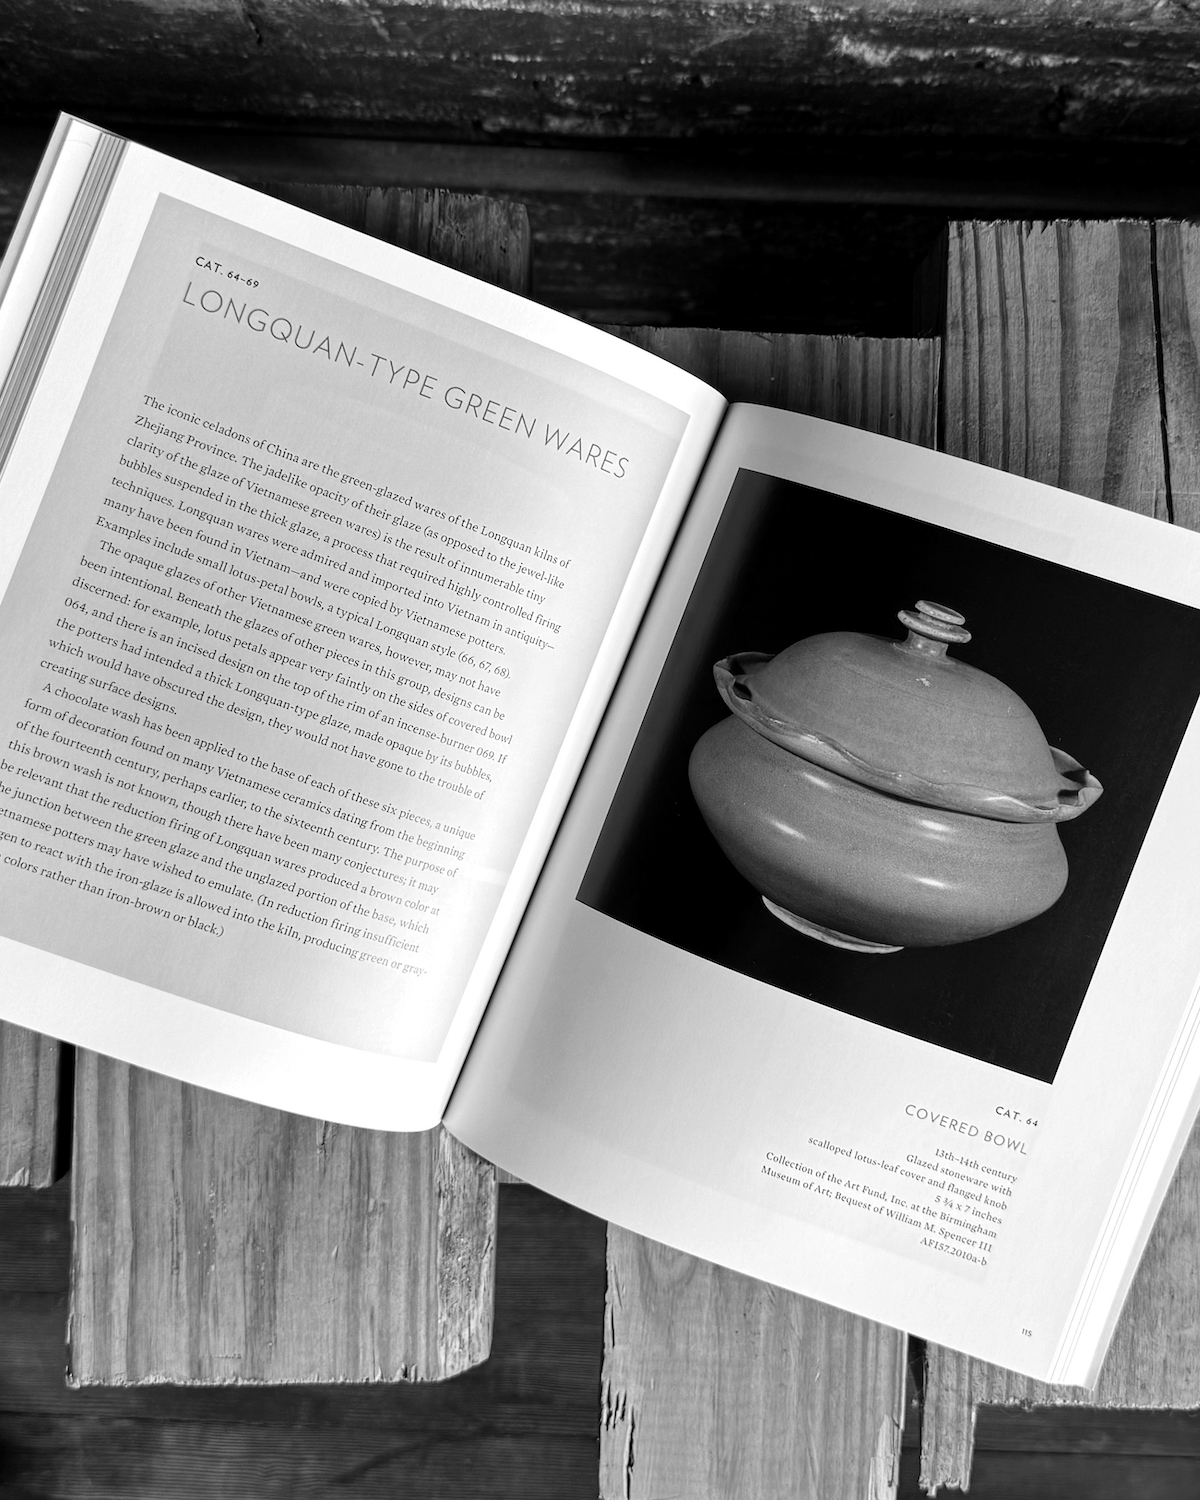 CAT. 64–69
LONGQUAN-TYPE GREEN WARES
The iconic celadons of China are the green-glazed wares of the Longquan kilns of
Zhejiang Province. The jadelike opacity of their glaze (as opposed to the jewel-like
clarity of the glaze of Vietnamese green wares) is the result of innumerable tiny
bubbles suspended in the thick glaze, a process that required highly controlled firing
techniques. Longquan wares were admired and imported into Vietnam in antiquity—
many have been found in Vietnam—and were copied by Vietnamese potters.
Examples include small lotus-petal bowls, a typical Longquan style (66, 67, 68).
The opaque glazes of other Vietnamese green wares, however, may not have
been intentional. Beneath the glazes of other pieces in this group, designs can be
discerned: for example, lotus petals appear very faintly on the sides of covered bowl
064, and there is an incised design on the top of the rim of an incense-burner 069. If
the potters had intended a thick Longquan-type glaze, made opaque by its bubbles,
which would have obscured the design, they would not have gone to the trouble of
creating surface designs.
A chocolate wash has been applied to the base of each of these six pieces, a unique
form of decoration found on many Vietnamese ceramics dating from the beginning
of the fourteenth century, perhaps earlier, to the sixteenth century. The purpose of
this brown wash is not known, though there have been many conjectures; it may
be relevant that the reduction firing of Longquan wares produced a brown color at
the junction between the green glaze and the unglazed portion of the base, which
etnamese potters may have wished to emulate. (In reduction firing insufficient
gen to react with the iron-glaze is allowed into the kiln, producing green or gray-
colors rather than iron-brown or black.)
CAT. 64
COVERED BOWL
13th–14th century
Glazed stoneware with
scalloped lotus-leaf cover and flanged knob
5 ¾ x 7 inches
Collection of the Art Fund, Inc. at the Birmingham
Museum of Art; Bequest of William M. Spencer III
AFI57.2010a-b
115